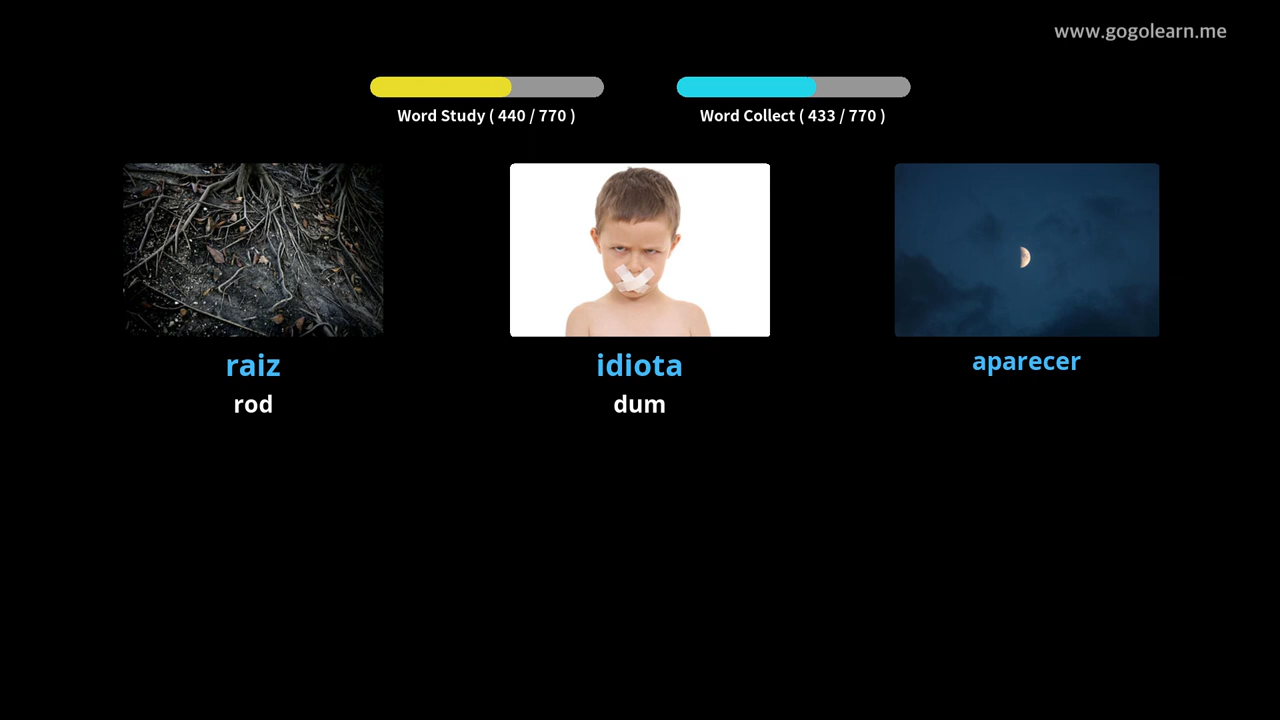 www.gogolearn.me
Word Study ( 440 / 770 )
Word Collect ( 433 / 770 )
raiz
rod
idiota
dum
aparecer